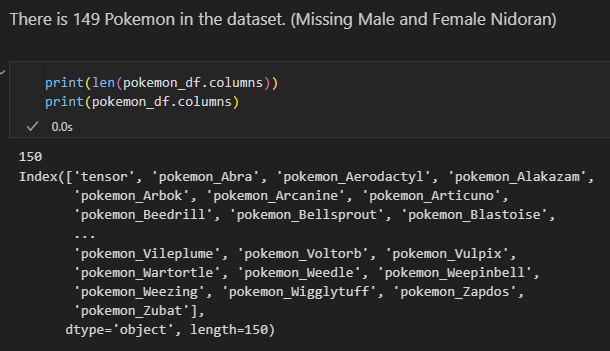 There is 149 Pokemon in the dataset. (Missing Male and Female Nidoran)
print(len(pokemon_df.columns))
print(pokemon_df.columns)
0.0s
150
Index(['tensor', 'pokemon_Abra', 'pokemon_Aerodactyl', 'pokemon_Alakazam',
'pokemon_Arbok', 'pokemon_Arcanine', 'pokemon_Articuno',
'pokemon_Beedrill', 'pokemon_Bellsprout', 'pokemon_Blastoise',
...
'pokemon_Vileplume', 'pokemon_Voltorb', 'pokemon_Vulpix',
'pokemon_Wartortle', 'pokemon_Weedle', 'pokemon_Weepinbell',
'pokemon_Weezing', 'pokemon_Wigglytuff', 'pokemon_Zapdos',
'pokemon_Zubat'],
dtype='object', length=150)